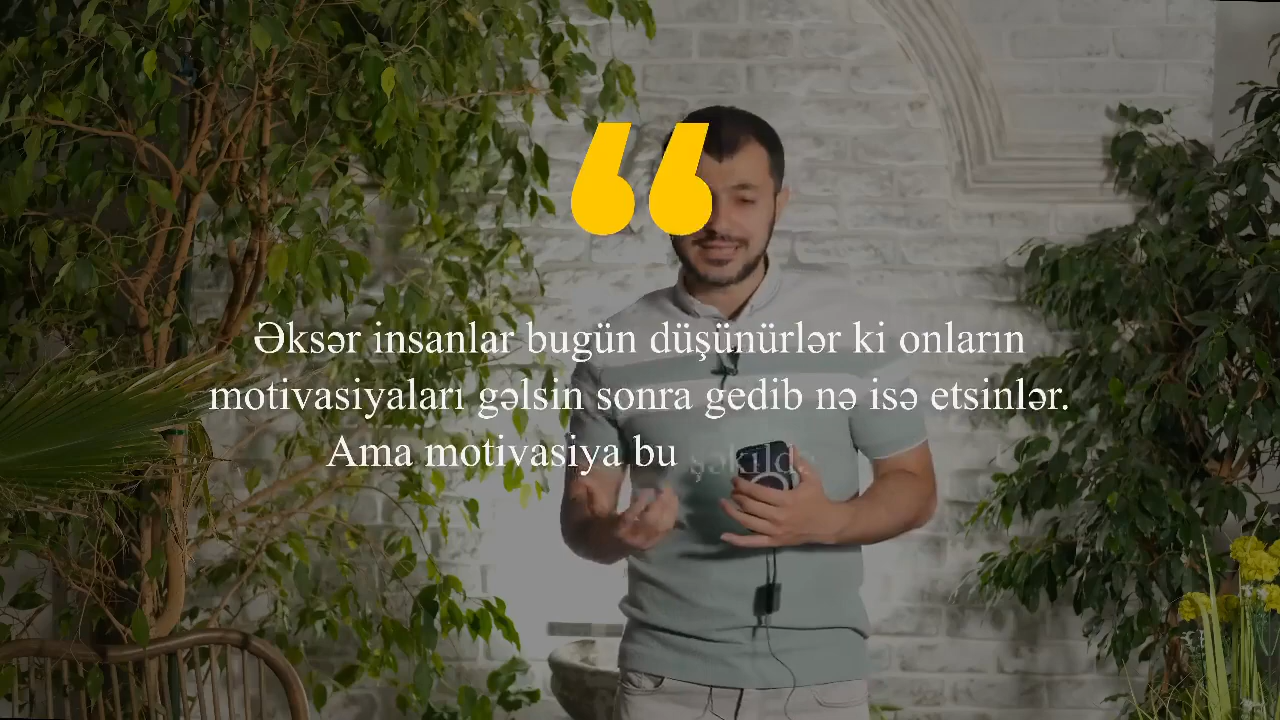 Əksər insanlar bugün düşünürlər ki onların
motivasiyaları gəlsin sonra gedib nə isə etsinlər.
Ama motivasiya bu